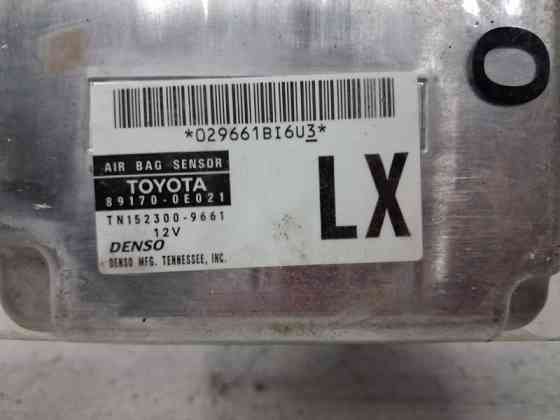 *029661BI6U3*
AIR BAG SENSOR
TOYOTA
89170-0E021
TN152300-9661
12V
DENSO
DENSO MFG. TENNESSEE, INC.
LX
O